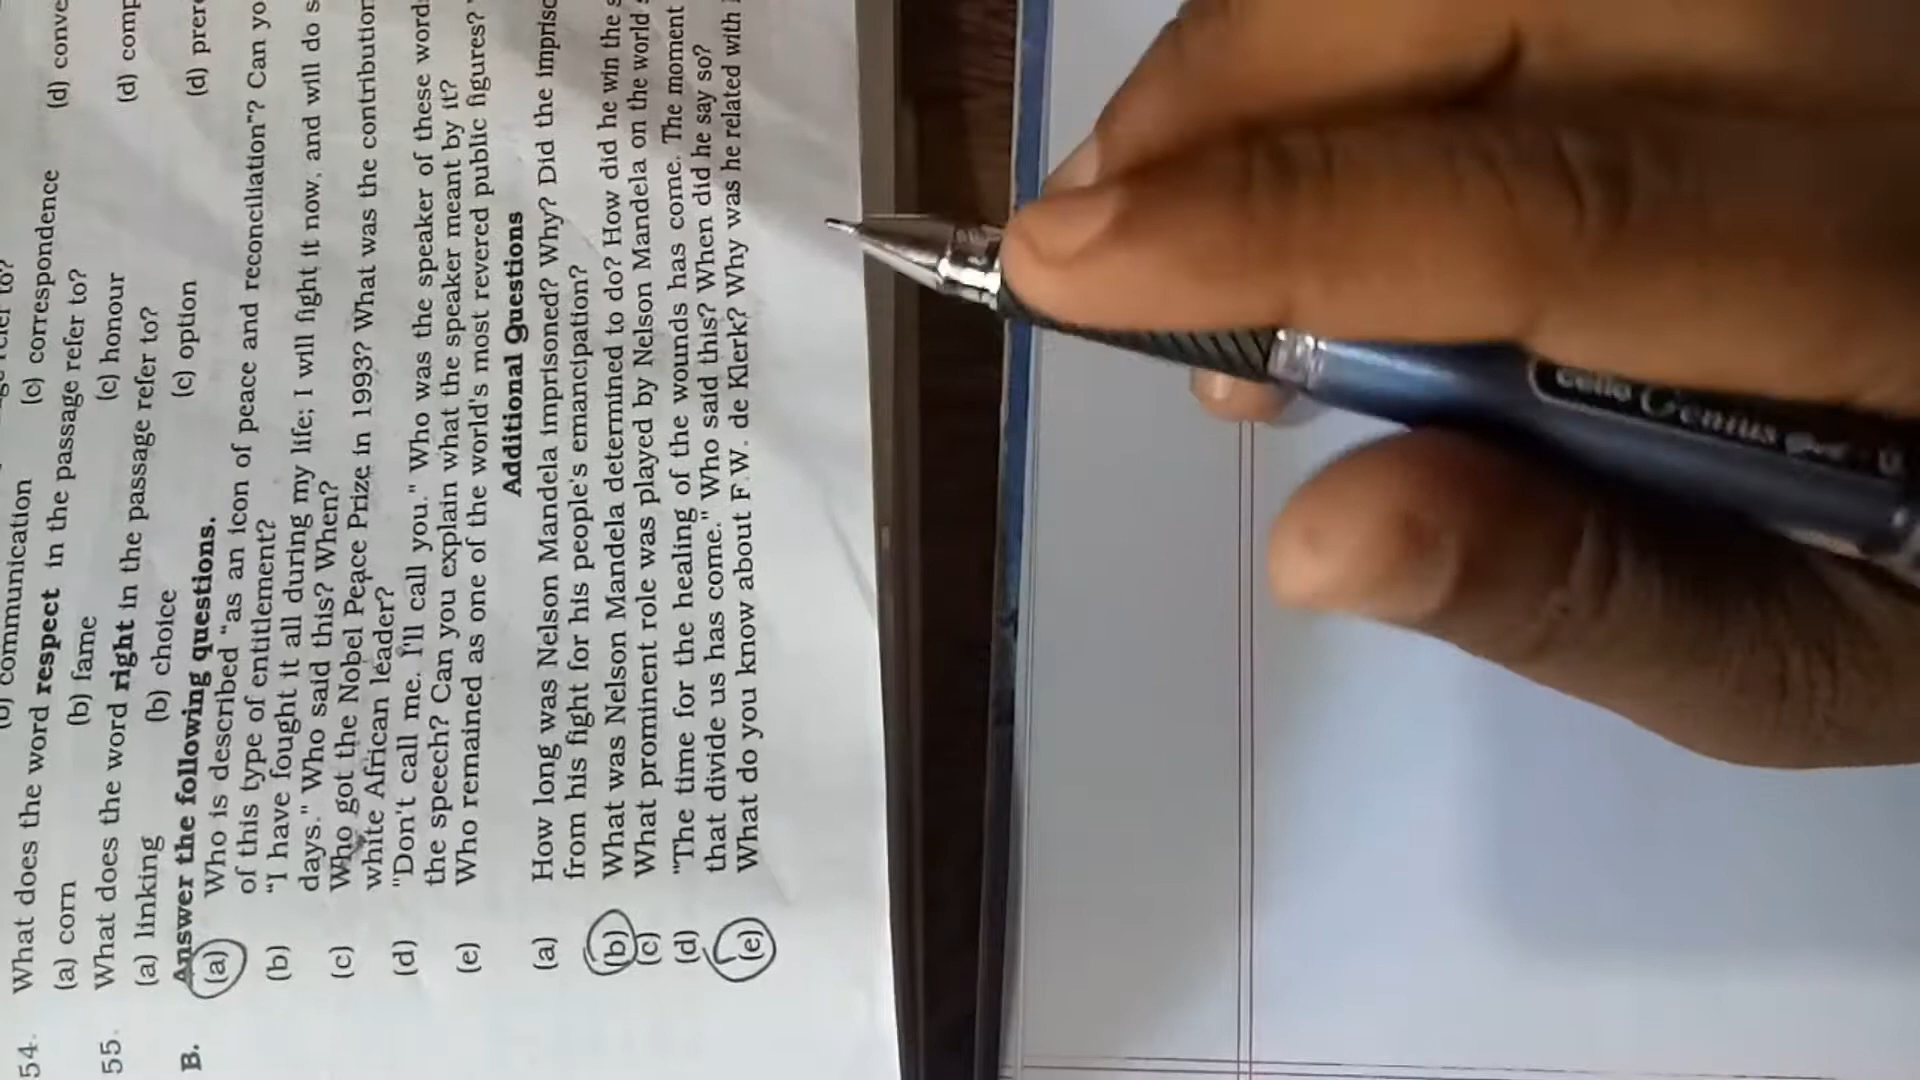 communication
54. What does the word respect in the passage refer to?
(c) correspondence (d) conve
(a) corn (b) fame
55. What does the word right in the passage refer to?
(c) honour (d) comp
(a) linking (b) choice (c) option (d) prer
B. Answer the following questions.
(a) Who is described "as an icon of peace and reconciliation"? Can yo
of this type of entitlement?
(b) "I have fought it all during my life; I will fight it now, and will do s
days." Who said this? When?
(c) Who got the Nobel Peace Prize in 1993? What was the contribution
white African leader?
(d) "Don't call me. I'll call you." Who was the speaker of these word
the speech? Can you explain what the speaker meant by it?
(e) Who remained as one of the world's most revered public figures?
Additional Questions
(a) How long was Nelson Mandela imprisoned? Why? Did the impriso
from his fight for his people's emancipation?
(b) What was Nelson Mandela determined to do? How did he win the s
(c) What prominent role was played by Nelson Mandela on the world s
(d) "The time for the healing of the wounds has come. The moment
that divide us has come." Who said this? When did he say so?
(e) What do you know about F.W. de Klerk? Why was he related with
cello Genius